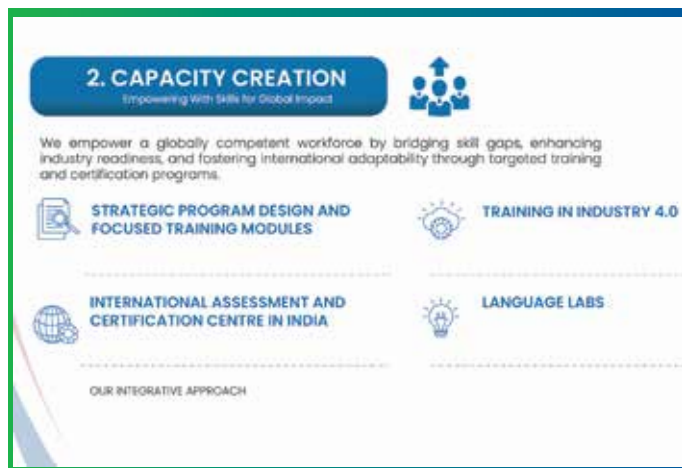 2. CAPACITY CREATION
Empowering With Skills for Global Impact
We empower a globally competent workforce by bridging skill gaps, enhancing
industry readiness, and fostering international adaptability through targeted training
and certification programs.
STRATEGIC PROGRAM DESIGN AND
FOCUSED TRAINING MODULES
TRAINING IN INDUSTRY 4.0
INTERNATIONAL ASSESSMENT AND
CERTIFICATION CENTRE IN INDIA
LANGUAGE LABS
OUR INTEGRATIVE APPROACH